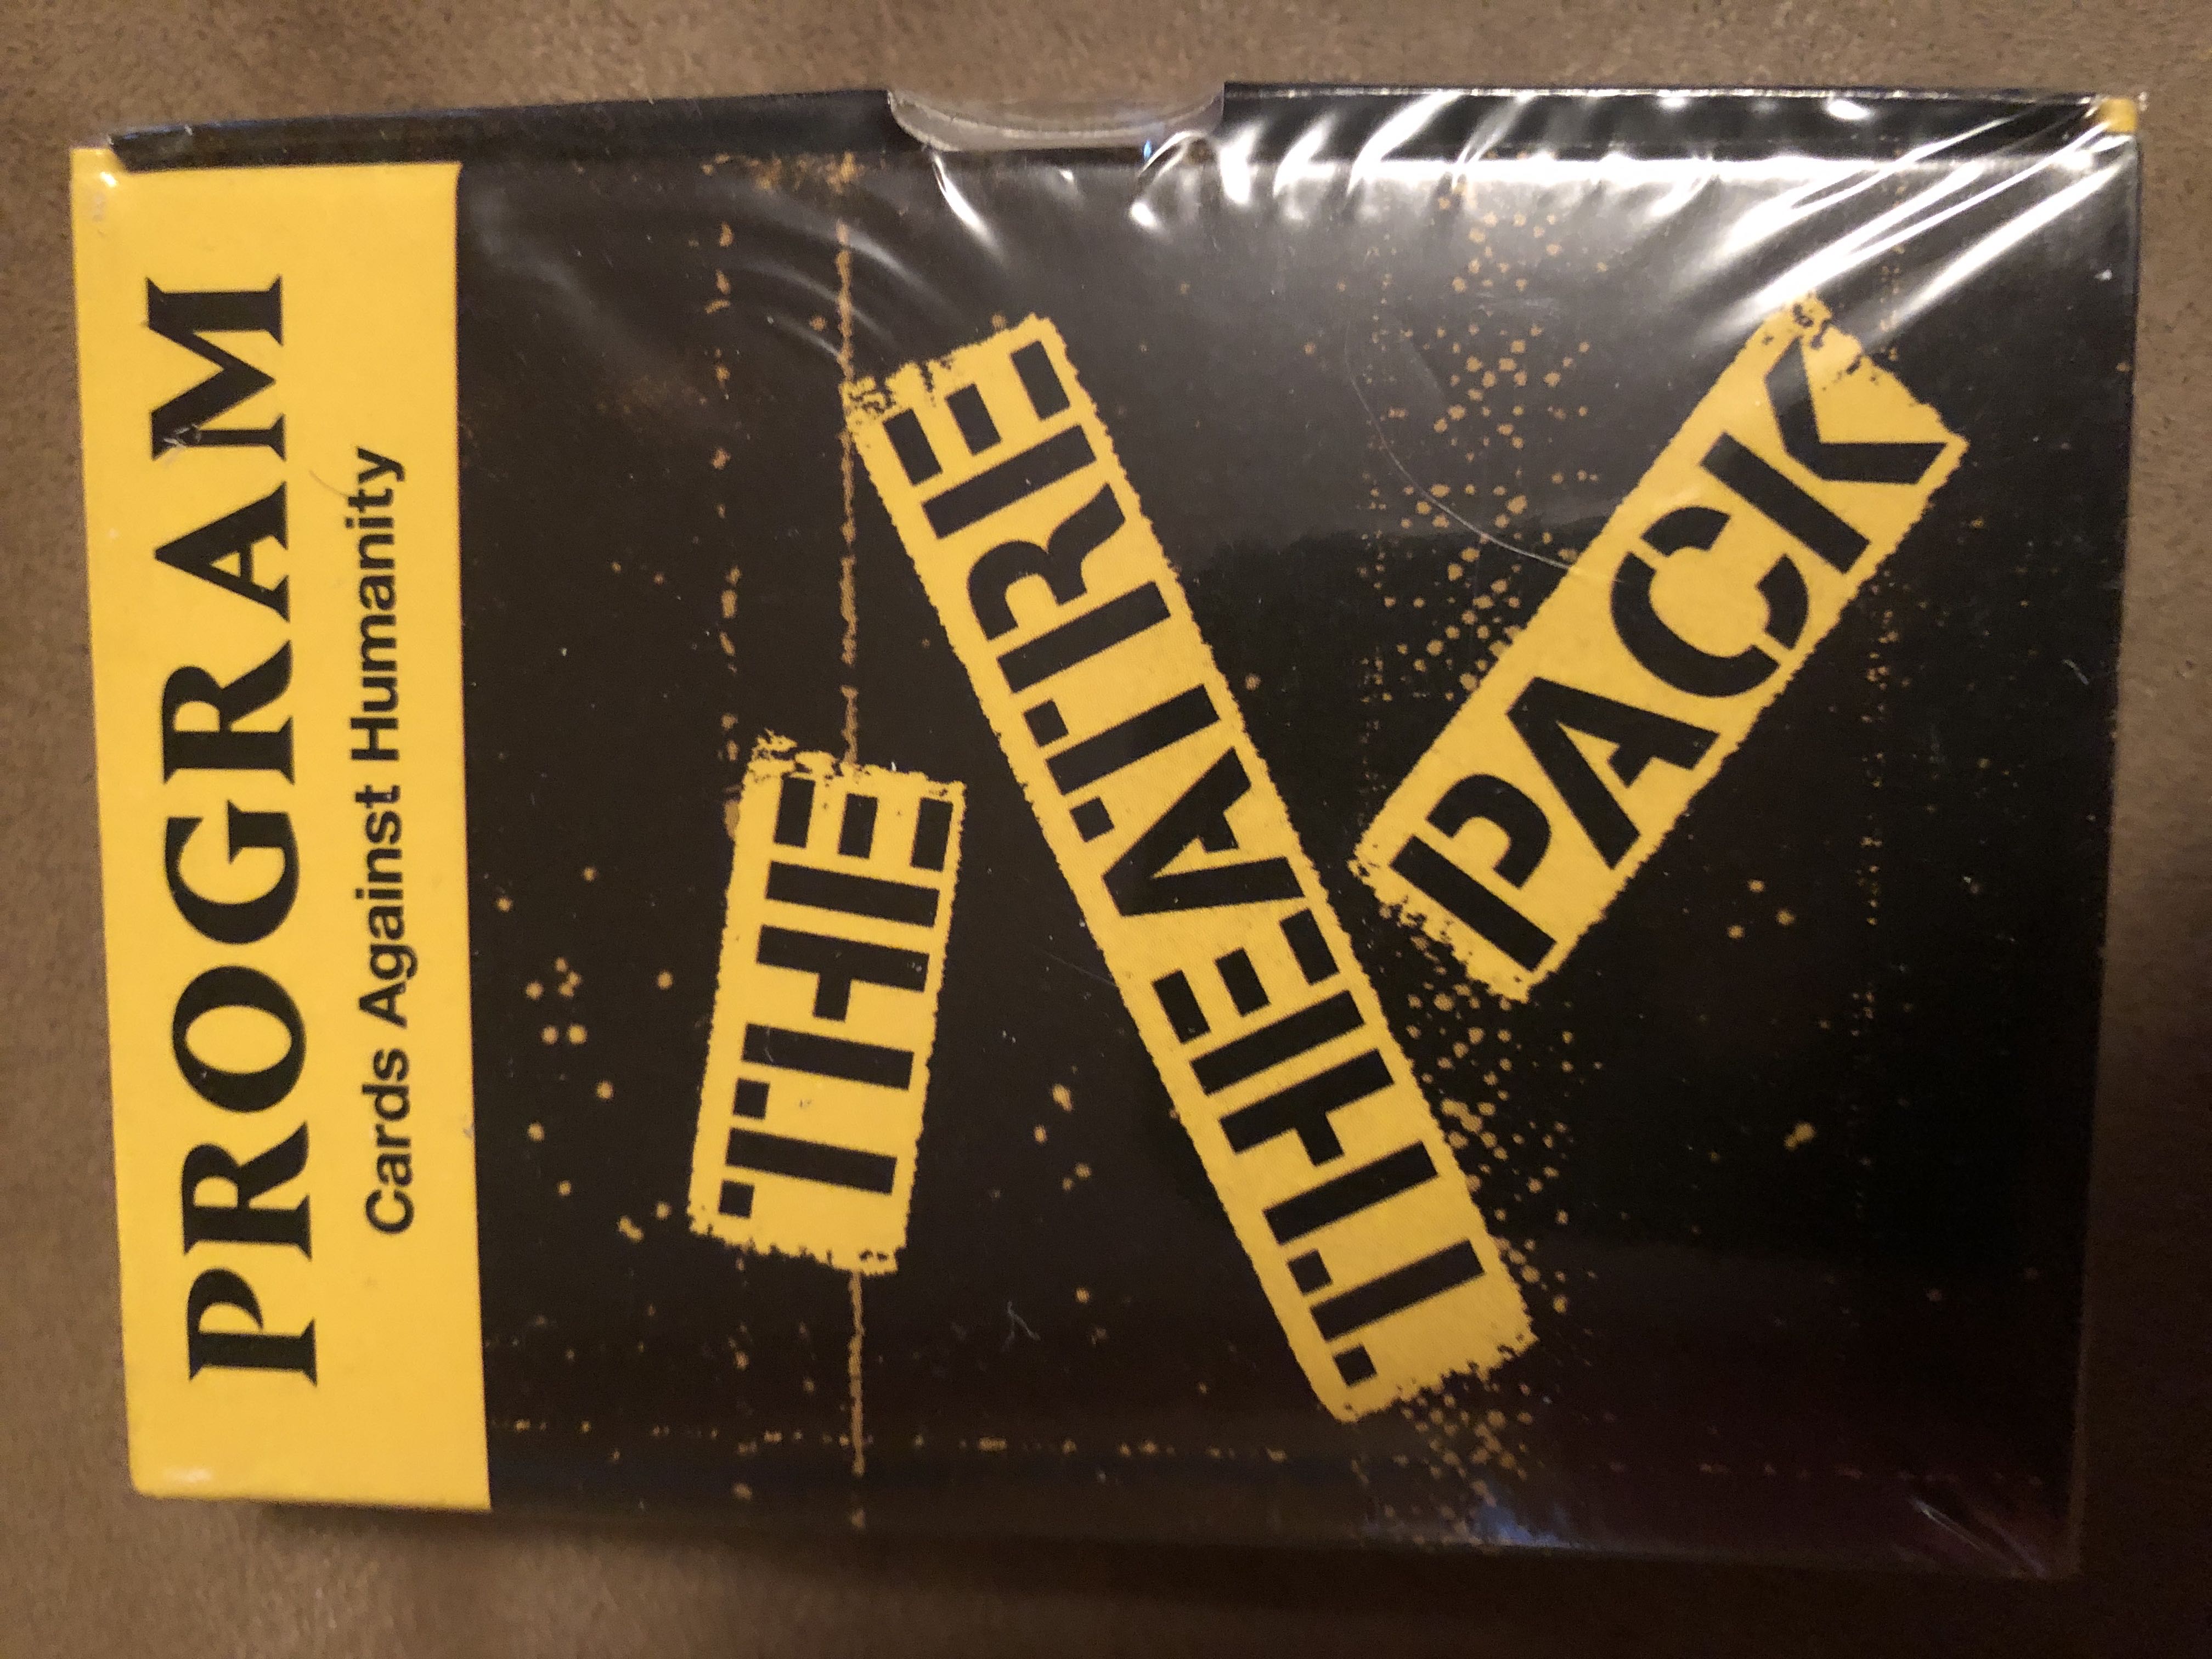 PROGRAM
Cards Against Humanity
THE
THEATRE
PACK